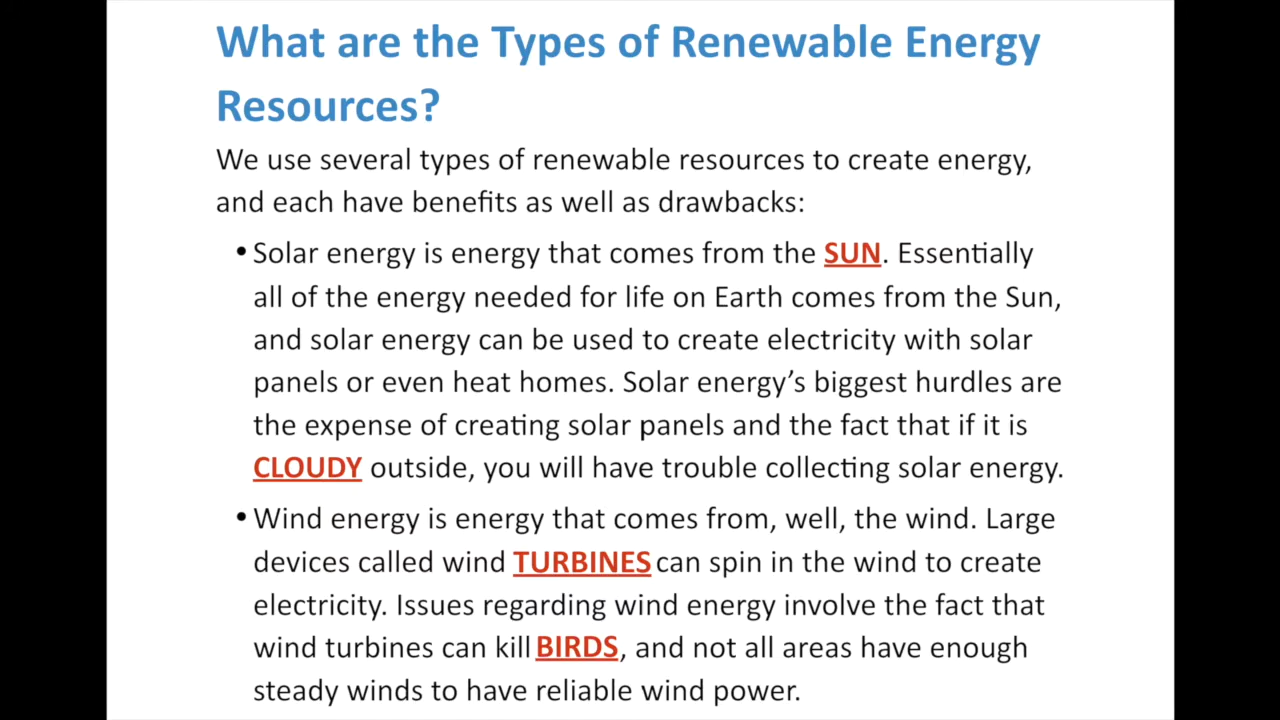 What are the Types of Renewable Energy
Resources?
We use several types of renewable resources to create energy,
and each have benefits as well as drawbacks:
• Solar energy is energy that comes from the SUN. Essentially
all of the energy needed for life on Earth comes from the Sun,
and solar energy can be used to create electricity with solar
panels or even heat homes. Solar energy’s biggest hurdles are
the expense of creating solar panels and the fact that if it is
CLOUDY outside, you will have trouble collecting solar energy.
• Wind energy is energy that comes from, well, the wind. Large
devices called wind TURBINES can spin in the wind to create
electricity. Issues regarding wind energy involve the fact that
wind turbines can kill BIRDS, and not all areas have enough
steady winds to have reliable wind power.